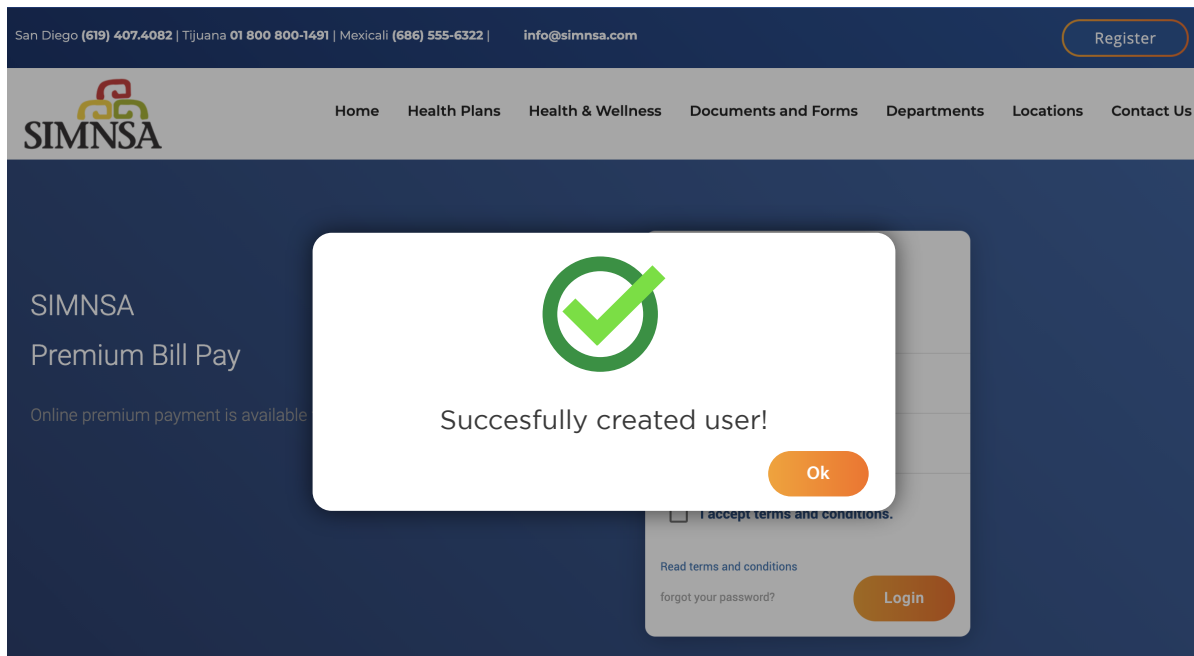 San Diego (619) 407.4082 | Tijuana 01 800 800-1491 | Mexicali (686) 555-6322 | info@simnsa.com
Register
SIMNSA
Home Health Plans Health & Wellness Documents and Forms Departments Locations Contact Us
SIMNSA
Premium Bill Pay
Online premium payment is available
Succesfully created user!
Ok
I accept terms and conditions.
Read terms and conditions
forgot your password?
Login